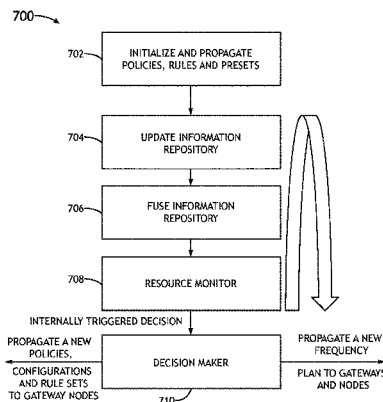 700
702
INITIALIZE AND PROPAGATE
POLICIES, RULES AND PRESETS
704
UPDATE INFORMATION
REPOSITORY
706
FUSE INFORMATION
REPOSITORY
708
RESOURCE MONITOR
INTERNALLY TRIGGERED DECISION
PROPAGATE A NEW
POLICIES,
CONFIGURATIONS
AND RULE SETS
TO GATEWAY NODES
DECISION MAKER
710
PROPAGATE A NEW
FREQUENCY
PLAN TO GATEWAYS
AND NODES